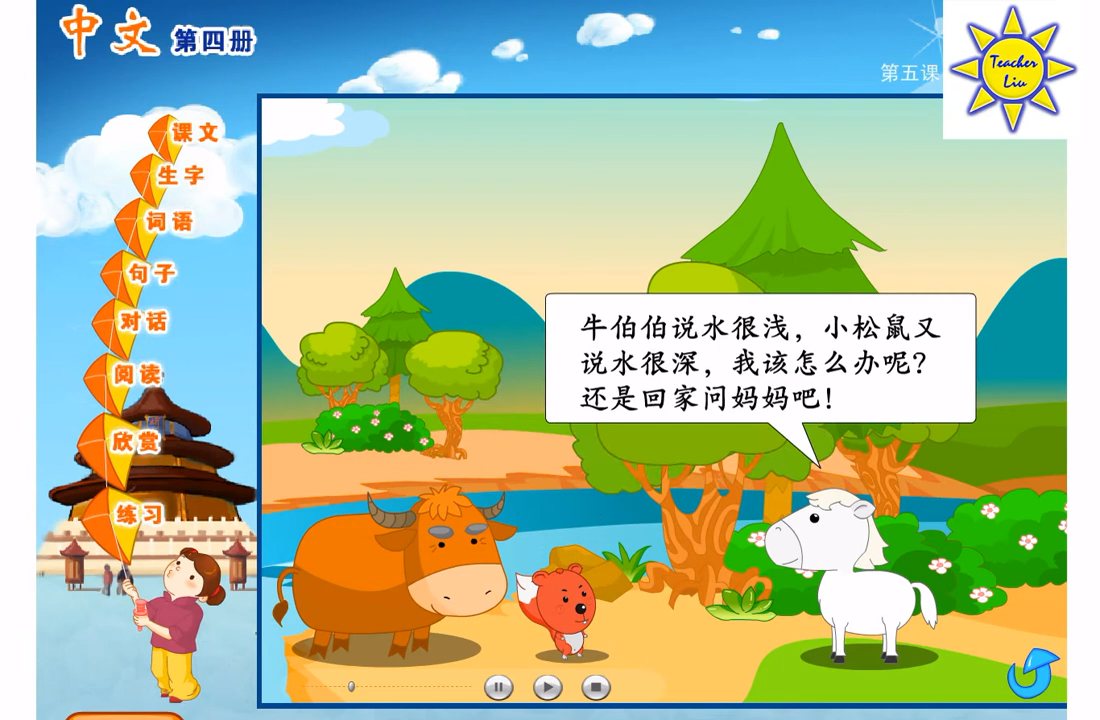 中文 第四册
第五课
Teacher
Liu
课文
生字
词语
句子
对话
阅读
欣赏
练习
牛伯伯说水很浅，小松鼠又
说水很深，我该怎么办呢？
还是回家问妈妈吧！